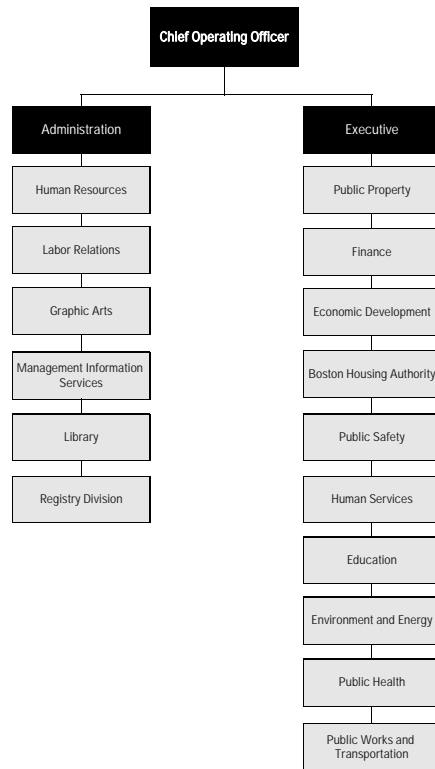 Chief Operating Officer
Administration
Human Resources
Labor Relations
Graphic Arts
Management Information
Services
Library
Registry Division
Executive
Public Property
Finance
Economic Development
Boston Housing Authority
Public Safety
Human Services
Education
Environment and Energy
Public Health
Public Works and
Transportation